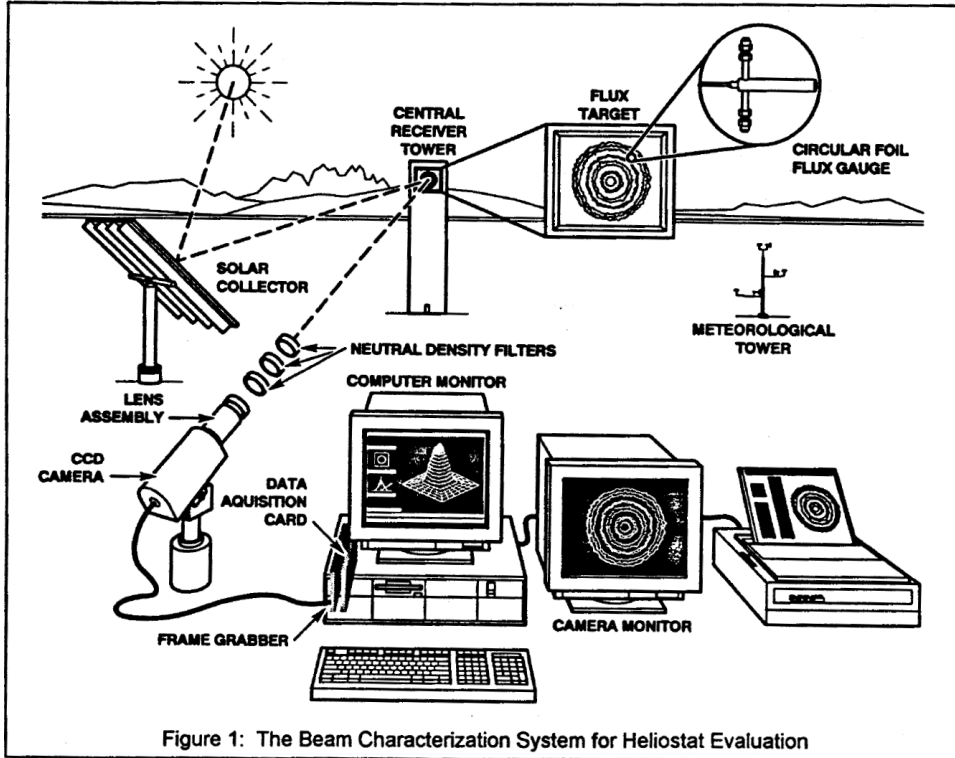 CENTRAL
RECEIVER
TOWER
FLUX
TARGET
CIRCULAR FOIL
FLUX GAUGE
SOLAR
COLLECTOR
METEOROLOGICAL
TOWER
NEUTRAL DENSITY FILTERS
COMPUTER MONITOR
LENS
ASSEMBLY
CCD
CAMERA
DATA
AQUISITION
CARD
FRAME GRABBER
CAMERA MONITOR
Figure 1: The Beam Characterization System for Heliostat Evaluation